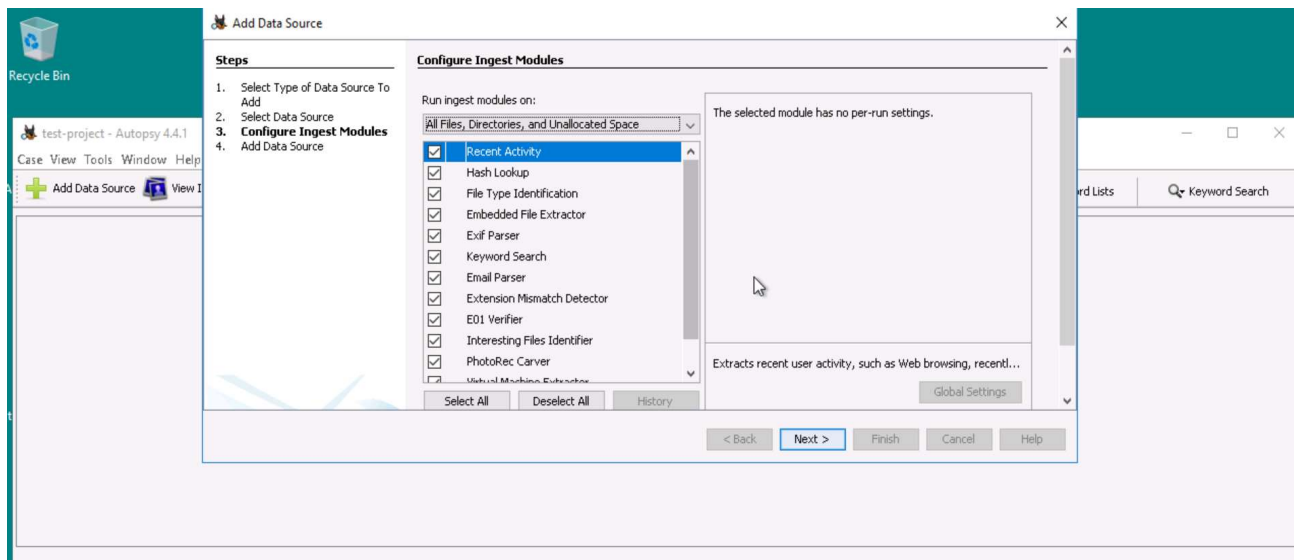 Add Data Source
Recycle Bin
Steps
1. Select Type of Data Source To
Add
2. Select Data Source
3. Configure Ingest Modules
4. Add Data Source
Configure Ingest Modules
Run ingest modules on:
All Files, Directories, and Unallocated Space
Recent Activity
Hash Lookup
File Type Identification
Embedded File Extractor
Exif Parser
Keyword Search
Email Parser
Extension Mismatch Detector
E01 Verifier
Interesting Files Identifier
PhotoRec Carver
Virtual Machine Extractor
Select All Deselect All History
The selected module has no per-run settings.
Extracts recent user activity, such as Web browsing, recentl...
Global Settings
< Back Next > Finish Cancel Help
test-project - Autopsy 4.4.1
Case View Tools Window Help
Add Data Source View I
rd Lists Keyword Search